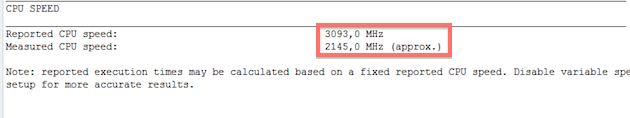 CPU SPEED
Reported CPU speed: 3093,0 MHz
Measured CPU speed: 2145,0 MHz (approx.)
Note: reported execution times may be calculated based on a fixed reported CPU speed. Disable variable spe
setup for more accurate results.